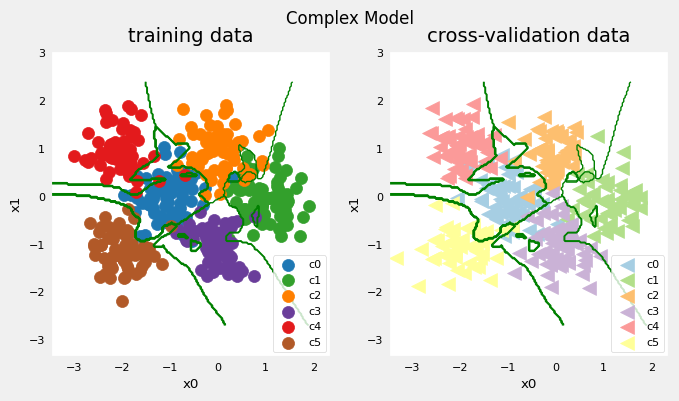 Complex Model
training data
cross-validation data
3
2
1
0
−1
−2
−3
x1
−3 −2 −1 0 1 2
x0
c0
c1
c2
c3
c4
c5
3
2
1
0
−1
−2
−3
x1
−3 −2 −1 0 1 2
x0
c0
c1
c2
c3
c4
c5